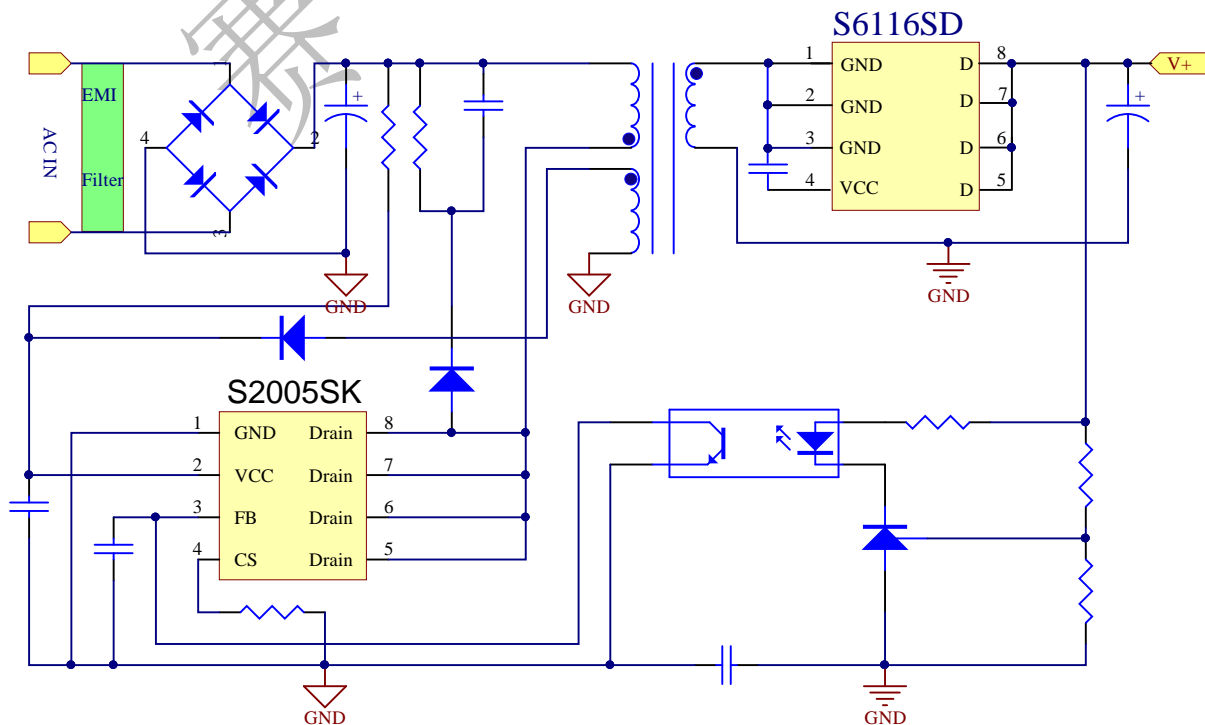 赛
S6116SD
1 GND D 8
2 GND D 7
3 GND D 6
4 VCC D 5
V+
+
+
EMI
Filter
AC IN
1
2
3
4
GND
GND
GND
S2005SK
1 GND Drain 8
2 VCC Drain 7
3 FB Drain 6
4 CS Drain 5
GND
GND